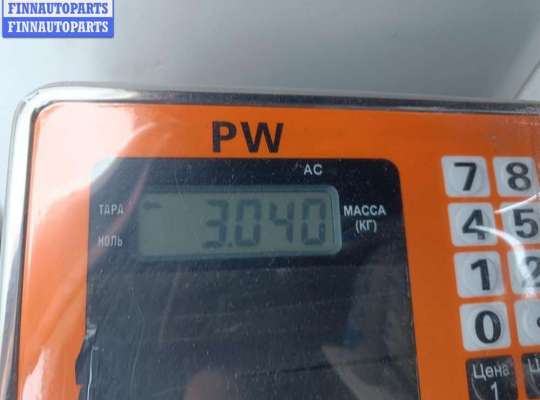 FINNAUTOPARTS
FINNAUTOPARTS
PW
AC
ТАРА
3.040
МАССА
(КГ)
НОЛЬ
7 8
4 5
1 2
0
Цена
1